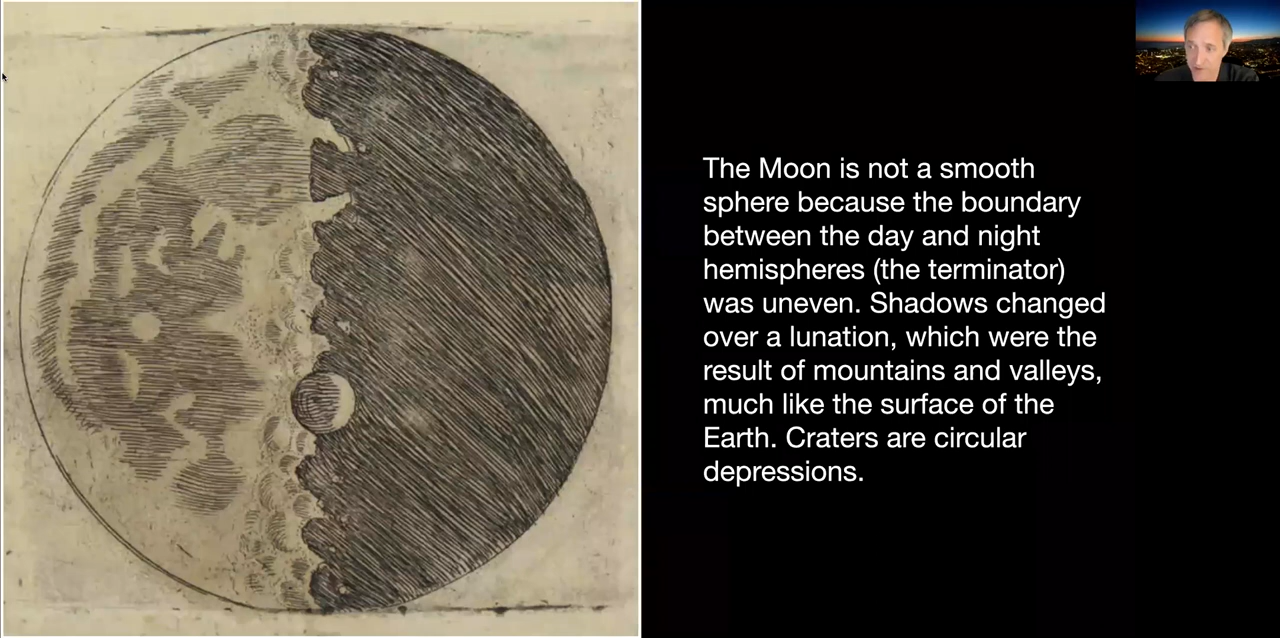 The Moon is not a smooth
sphere because the boundary
between the day and night
hemispheres (the terminator)
was uneven. Shadows changed
over a lunation, which were the
result of mountains and valleys,
much like the surface of the
Earth. Craters are circular
depressions.